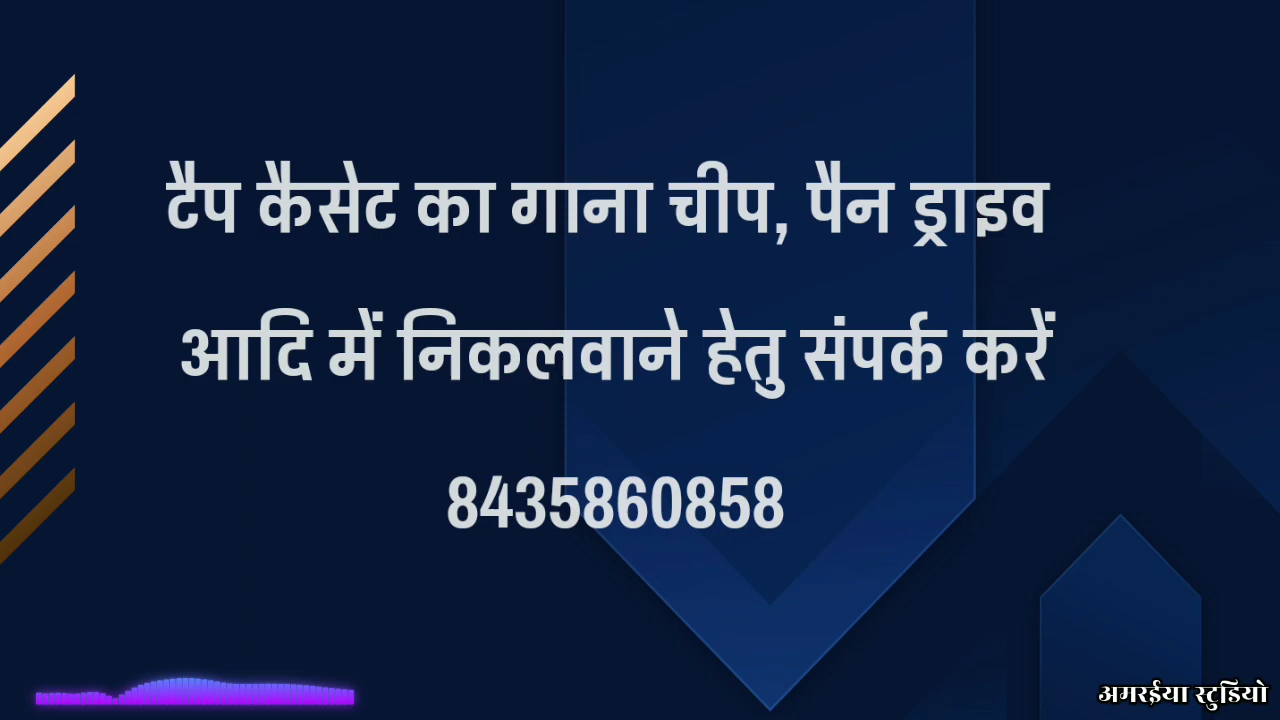 टैप कैसेट का गाना चीप, पैन ड्राइव
आदि में निकलवाने हेतु संपर्क करें
8435860858
अमरईया स्टुडियो